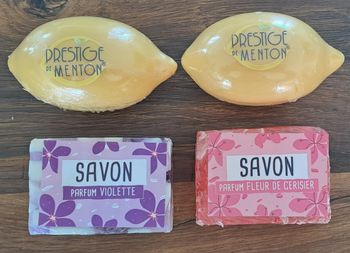 PRESTIGE
DE MENTON
PRESTIGE
DE MENTON
SAVON
PARFUM VIOLETTE
SAVON
PARFUM FLEUR DE CERISIER